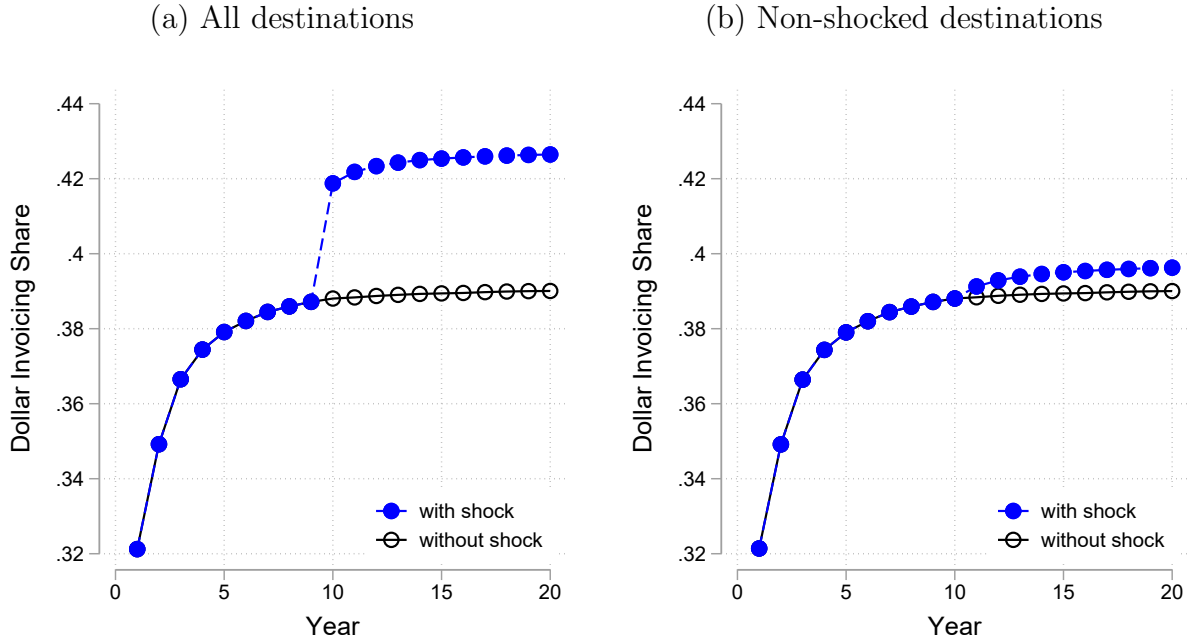 (a) All destinations
(b) Non-shocked destinations
Dollar Invoicing Share
.44
.42
.4
.38
.36
.34
.32
with shock
without shock
0 5 10 15 20
Year
Dollar Invoicing Share
.44
.42
.4
.38
.36
.34
.32
with shock
without shock
0 5 10 15 20
Year